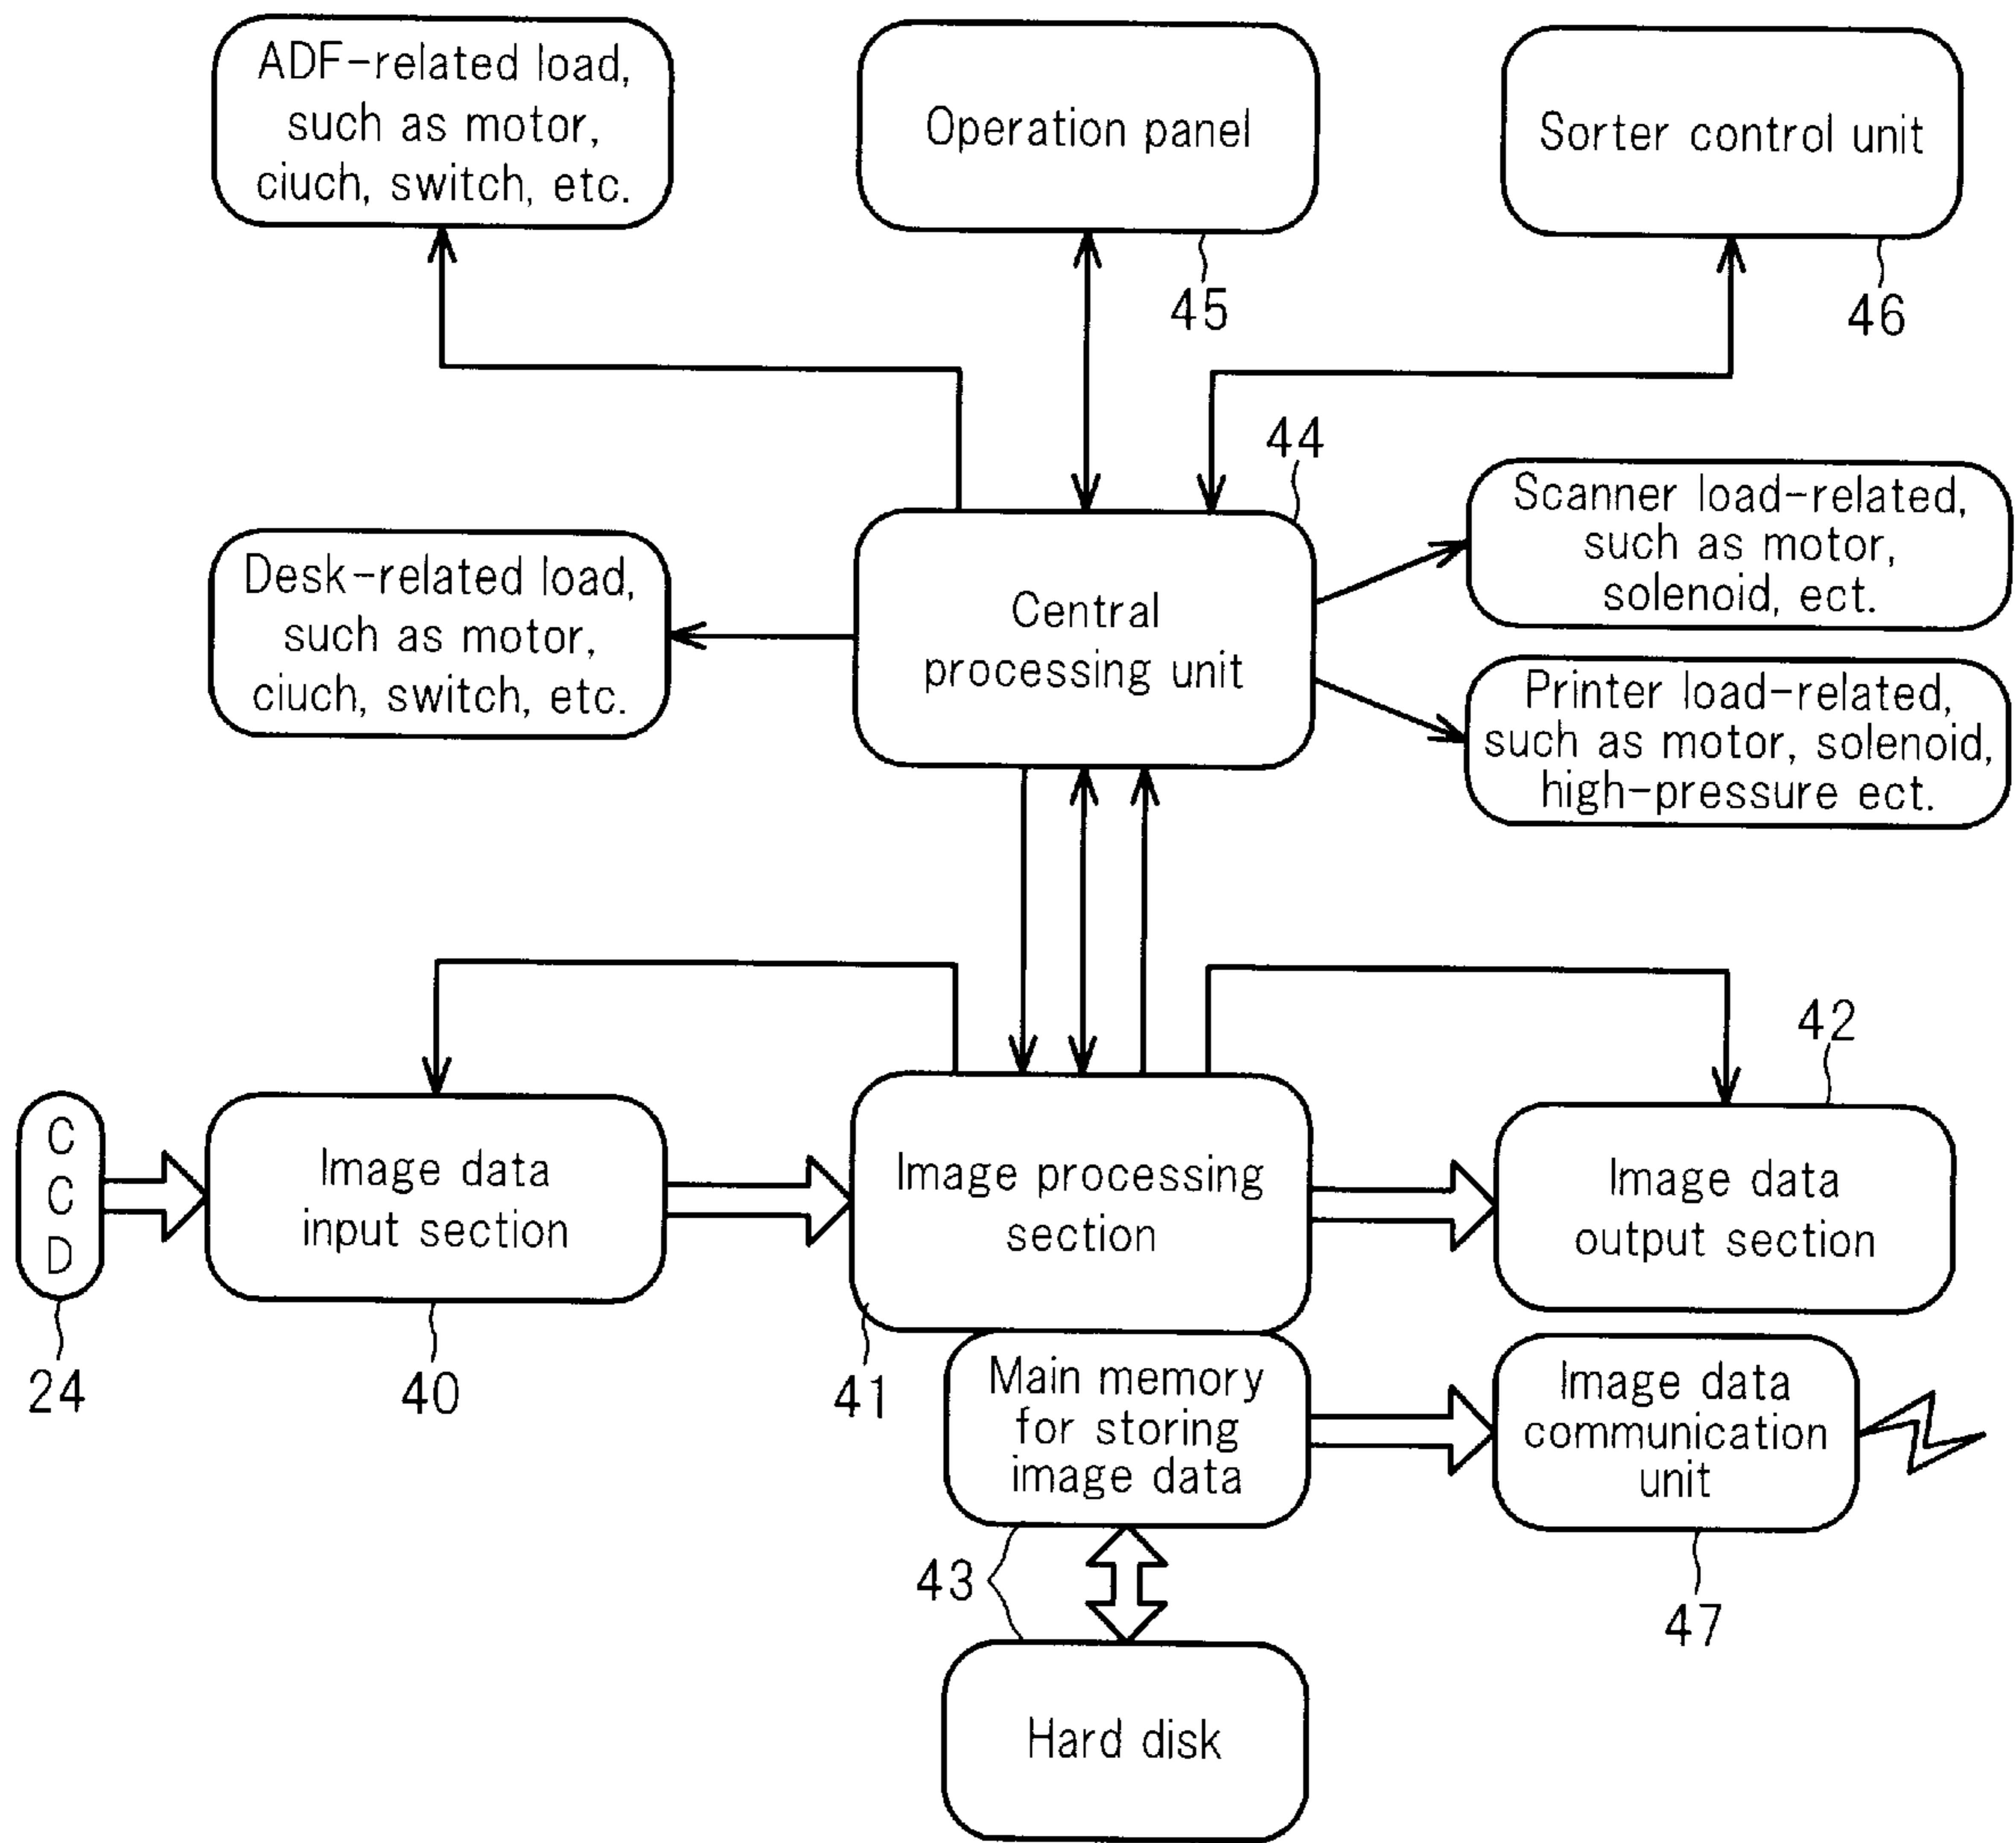 ADF-related load,
such as motor,
ciuch, switch, etc.
Operation panel
45
Sorter control unit
46
44
Desk-related load,
such as motor,
ciuch, switch, etc.
Central
processing unit
Scanner load-related,
such as motor,
solenoid, ect.
Printer load-related,
such as motor, solenoid,
high-pressure ect.
42
C
C
D
24
Image data
input section
40
Image processing
section
41
Image data
output section
Main memory
for storing
image data
43
Image data
communication
unit
47
Hard disk